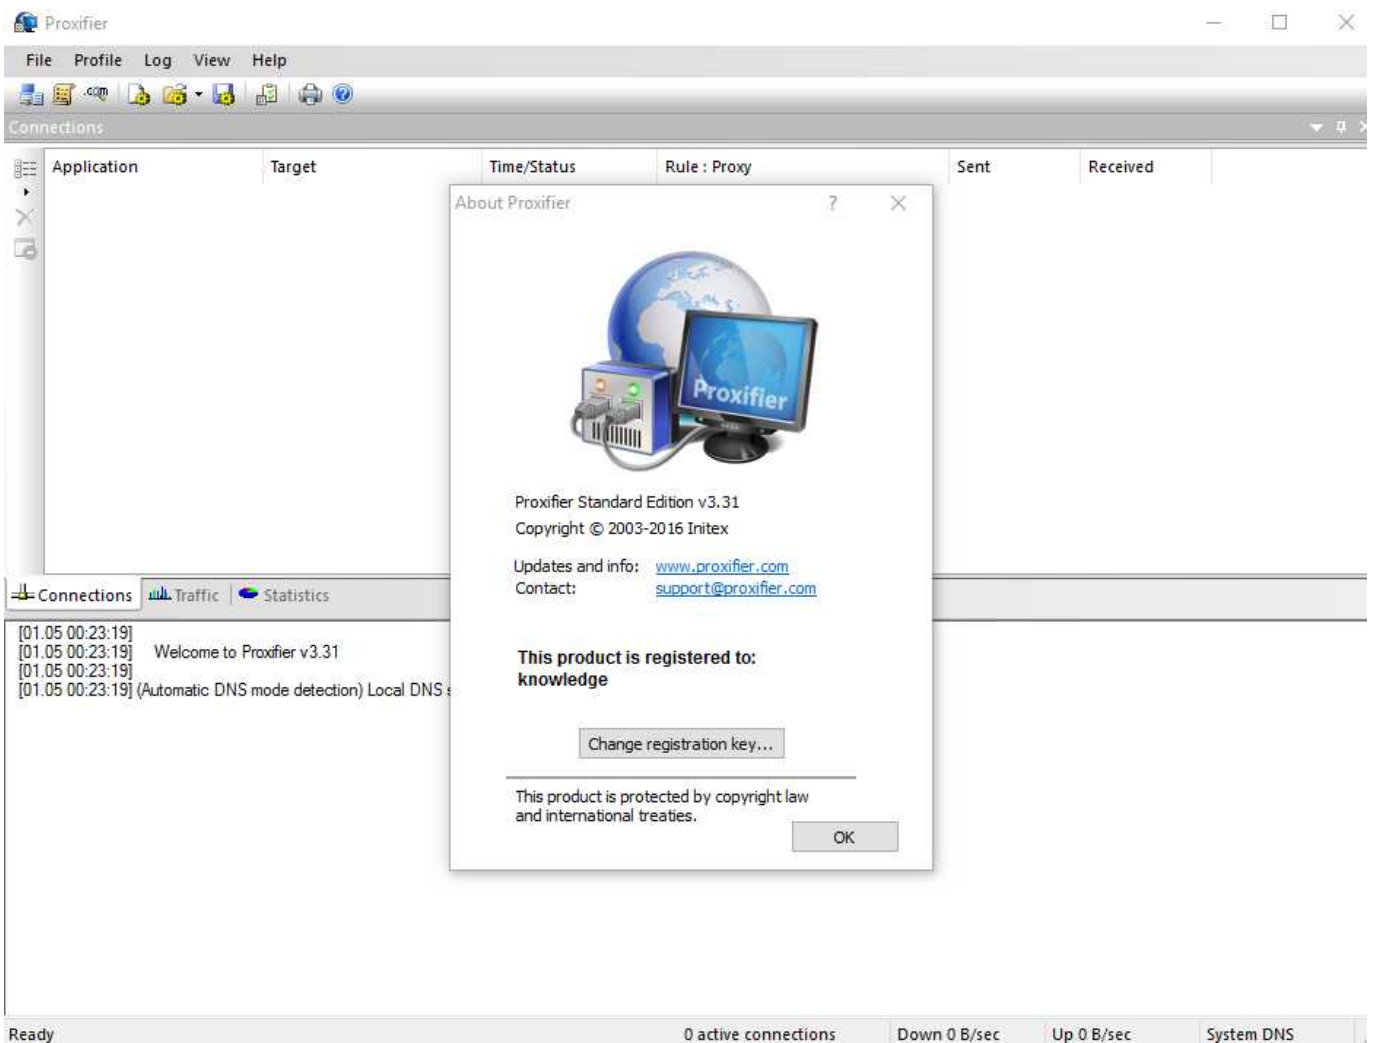 Proxifier
File Profile Log View Help
.com
Connections
Application Target Time/Status Rule : Proxy Sent Received
About Proxifier ?
Proxifier
Proxifier Standard Edition v3.31
Copyright © 2003-2016 Initex
Updates and info: www.proxifier.com
Contact: support@proxifier.com
This product is registered to:
knowledge
Change registration key...
This product is protected by copyright law
and international treaties.
OK
Connections Traffic Statistics
[01.05 00:23:19]
[01.05 00:23:19] Welcome to Proxifier v3.31
[01.05 00:23:19]
[01.05 00:23:19] (Automatic DNS mode detection) Local DNS
Ready 0 active connections Down 0 B/sec Up 0 B/sec System DNS